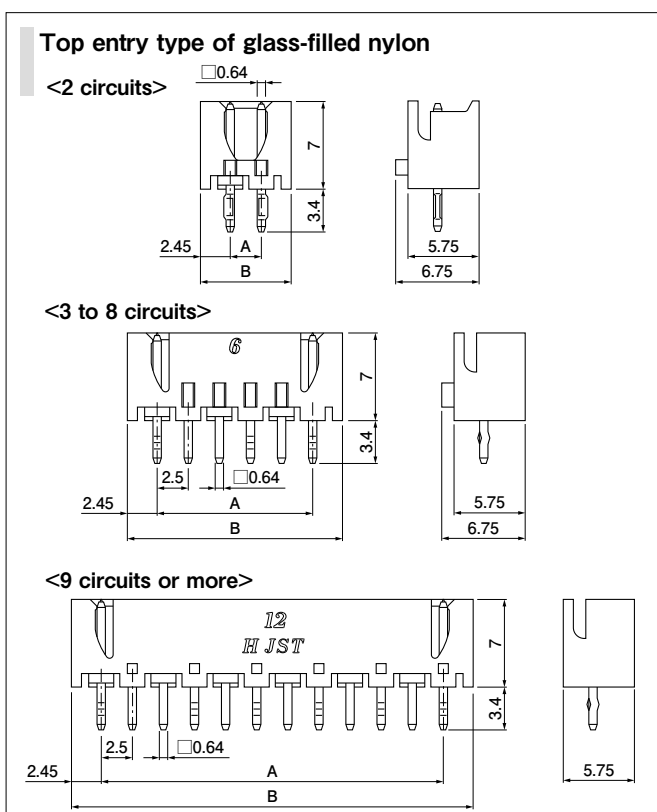 Top entry type of glass-filled nylon
<2 circuits>
□0.64
7
3.4
2.45
A
B
5.75
6.75
<3 to 8 circuits>
6
7
3.4
2.5
□0.64
2.45
A
B
5.75
6.75
<9 circuits or more>
12
H JST
7
3.4
2.5
□0.64
2.45
A
B
5.75